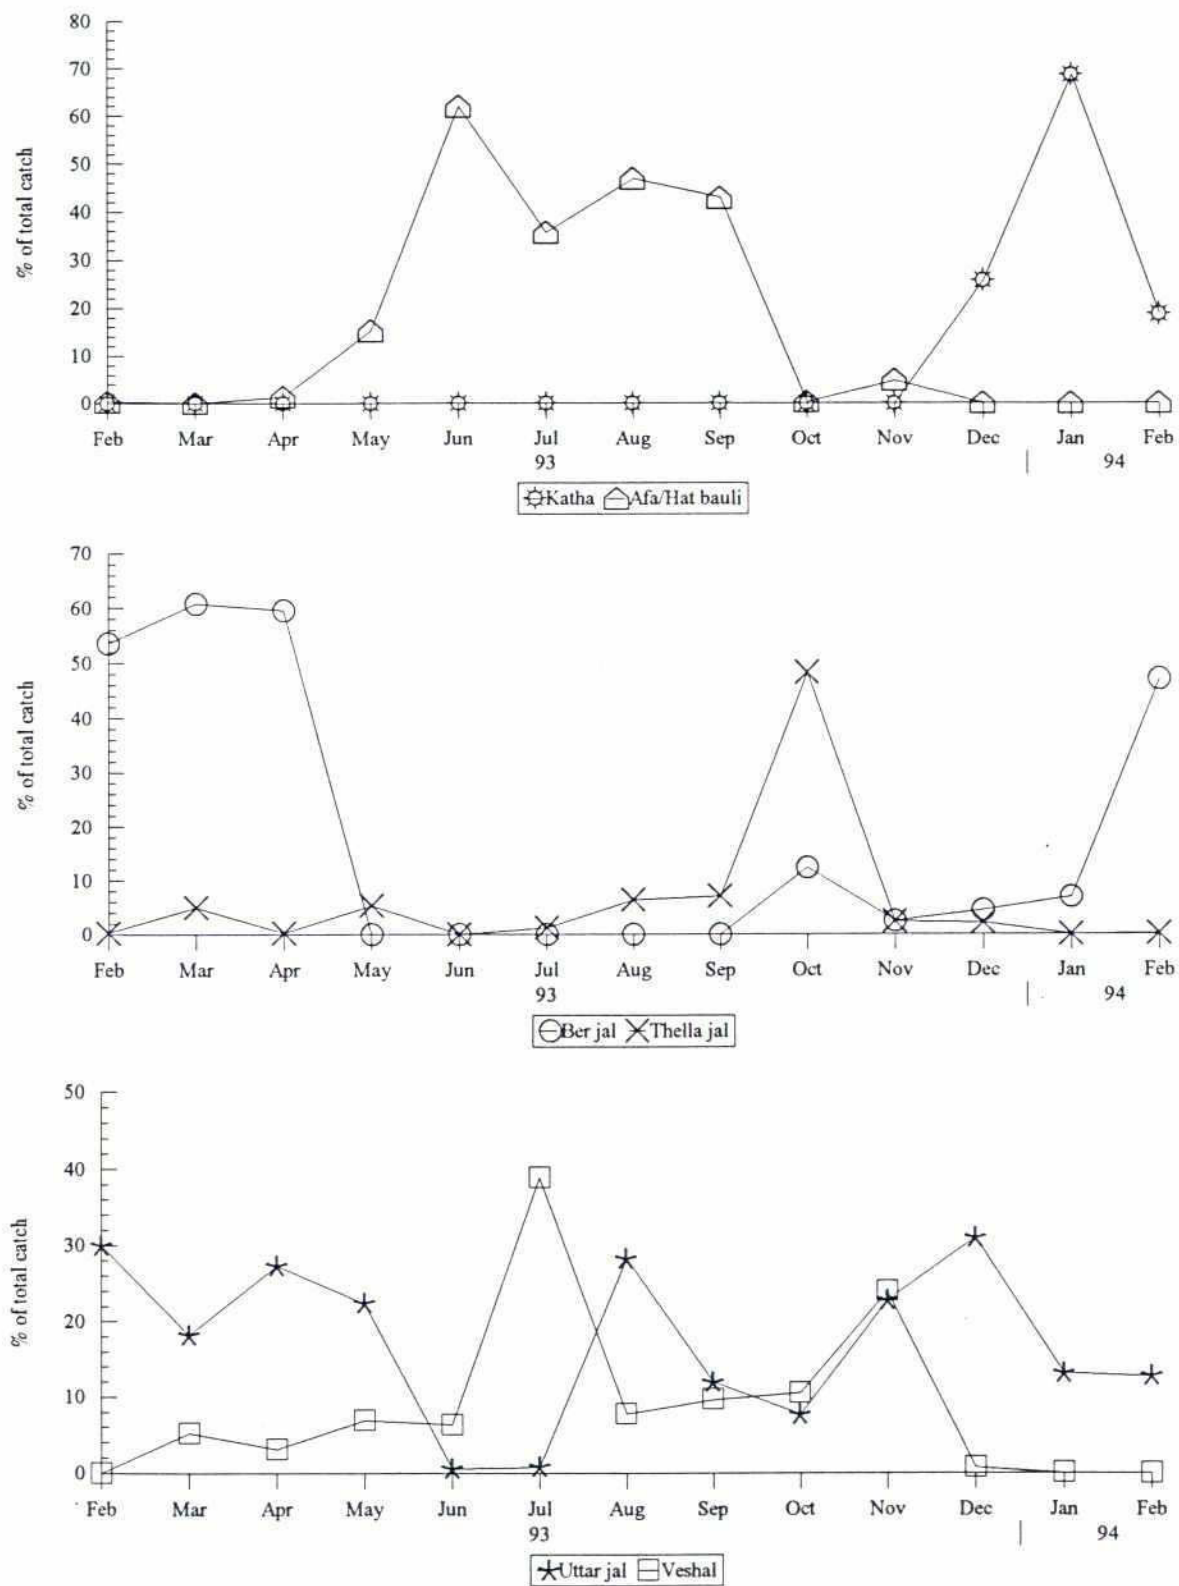 80
70
60
50
40
30
20
10
0
% of total catch
Feb Mar Apr May Jun Jul Aug Sep Oct Nov Dec Jan Feb
93 94
Katha Afa/Hat bauli
70
60
50
40
30
20
10
0
% of total catch
Feb Mar Apr May Jun Jul Aug Sep Oct Nov Dec Jan Feb
93 94
Ber jal Thella jal
50
40
30
20
10
0
% of total catch
Feb Mar Apr May Jun Jul Aug Sep Oct Nov Dec Jan Feb
93 94
Uttar jal Veshal